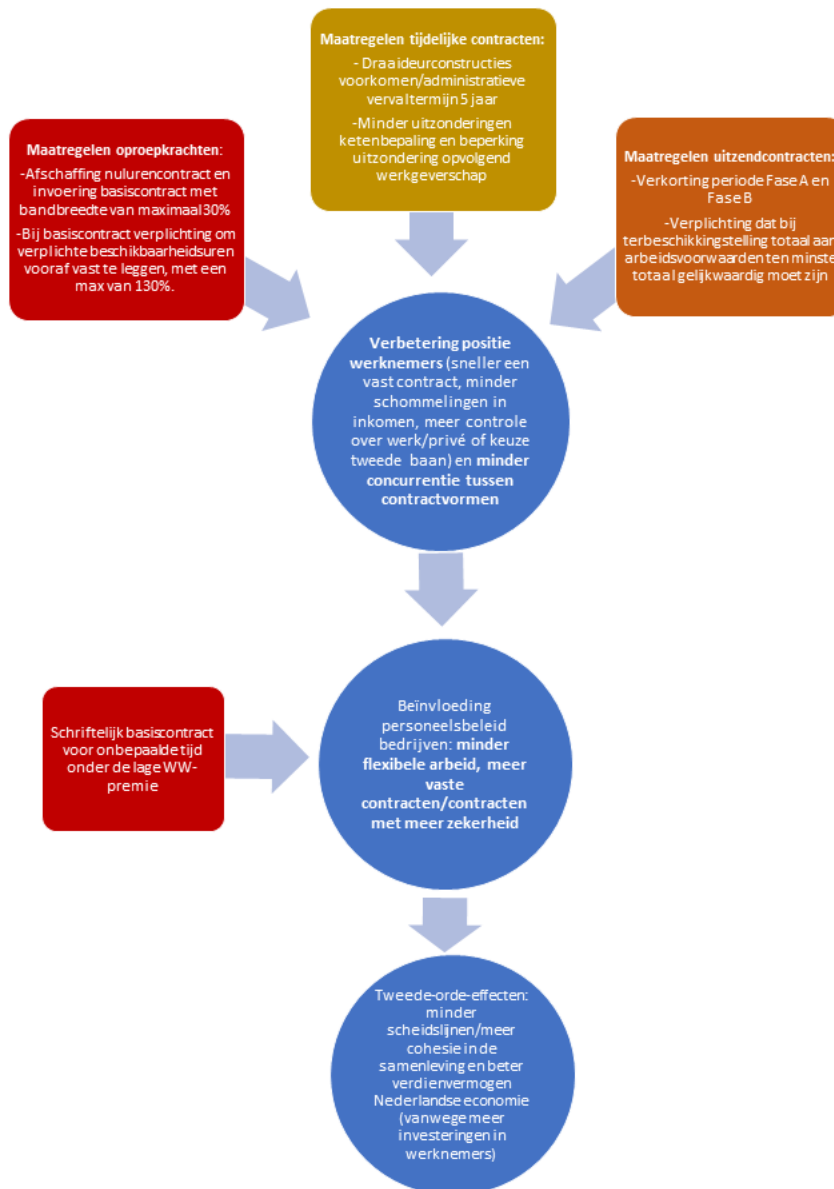 Maatregelen tijdelijke contracten:
- Draaideurconstructies
voorkomen/administratieve
vervaltermijn 5 jaar
-Minder uitzonderingen
ketenbepaling en beperking
uitzondering opvolgend
werkgeverschap
Maatregelen oproepkrachten:
-Afschaffing nulurencontract en
invoering basiscontract met
bandbreedte van maximaal 30%
-Bij basiscontract verplichting om
verplichte beschikbaarheidsuren
vooraf vast te leggen, met een
max van 130%.
Maatregelen uitzendcontracten:
-Verkorting periode Fase A en
Fase B
-Verplichting dat bij
terbeschikkingstelling totaal aan
arbeidsvoorwaarden ten minste
totaal gelijkwaardig moet zijn
Verbetering positie
werknemers (sneller een
vast contract, minder
schommelingen in
inkomen, meer controle
over werk/privé of keuze
tweede baan) en minder
concurrentie tussen
contractvormen
Schriftelijk basiscontract
voor onbepaalde tijd
onder de lage WW-
premie
Beïnvloeding
personeelsbeleid
bedrijven: minder
flexibele arbeid, meer
vaste
contracten/contracten
met meer zekerheid
Tweede-orde-effecten:
minder
scheidslijnen/meer
cohesie in de
samenleving en beter
verdienvermogen
Nederlandse economie
(vanwege meer
investeringen in
werknemers)